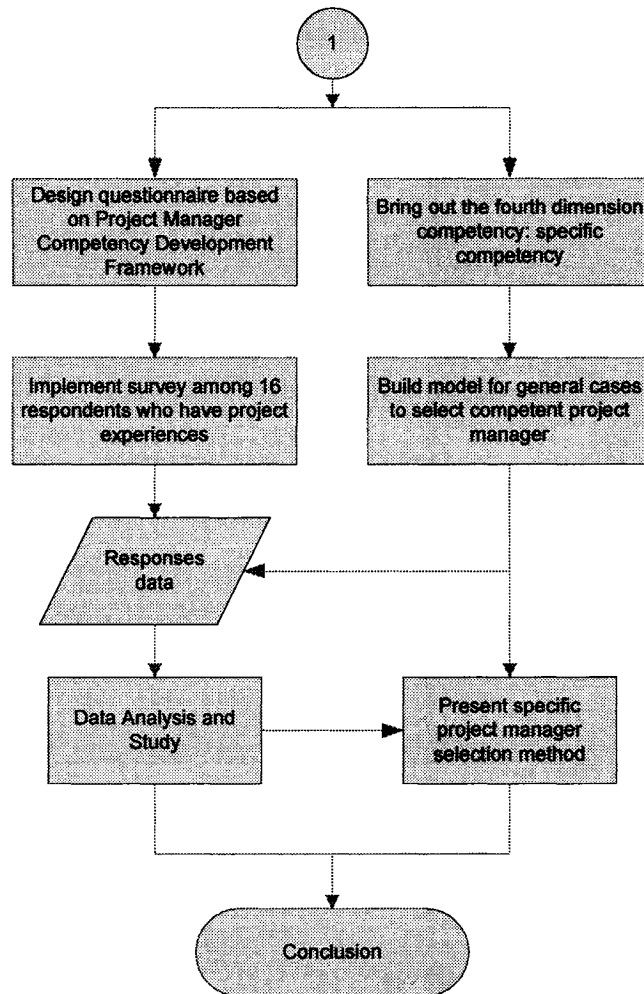 1
Design questionnaire based
on Project Manager
Competency Development
Framework
Bring out the fourth dimension
competency: specific
competency
Implement survey among 16
respondents who have project
experiences
Build model for general cases
to select competent project
manager
Responses
data
Data Analysis and
Study
Present specific
project manager
selection method
Conclusion